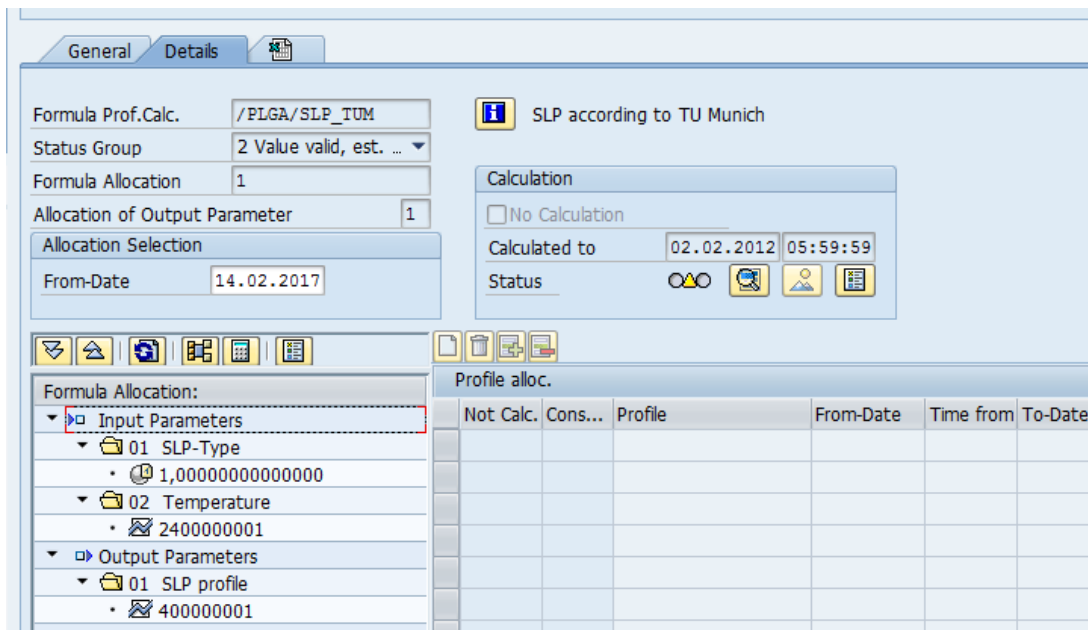 General Details
Formula Prof.Calc. /PLGA/SLP_TUM SLP according to TU Munich
Status Group 2 Value valid, est. ...
Formula Allocation 1
Allocation of Output Parameter 1
Calculation
No Calculation
Calculated to 02.02.2012 05:59:59
Status
Allocation Selection
From-Date 14.02.2017
Formula Allocation:
Input Parameters
01 SLP-Type
1,00000000000000
02 Temperature
2400000001
Output Parameters
01 SLP profile
400000001
Profile alloc.
Not Calc. Cons... Profile From-Date Time from To-Date